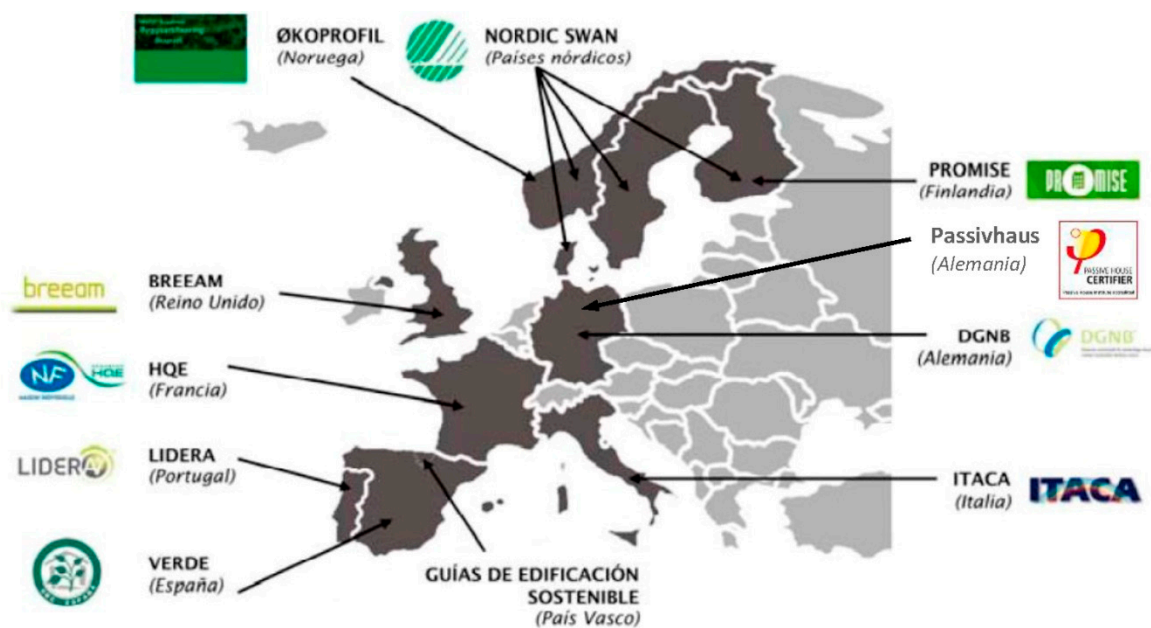 ØKOPROFIL
(Noruega)
NORDIC SWAN
(Países nórdicos)
PROMISE
(Finlandia)
PROMISE
Passivhaus
(Alemania)
PASSIVE HOUSE
CERTIFIER
breeam
BREEAM
(Reino Unido)
DGNB
(Alemania)
DGNB
NF
HQE
HQE
(Francia)
LIDERA
LIDERA
(Portugal)
ITACA
(Italia)
ITACA
VERDE
(España)
GUÍAS DE EDIFICACIÓN
SOSTENIBLE
(País Vasco)